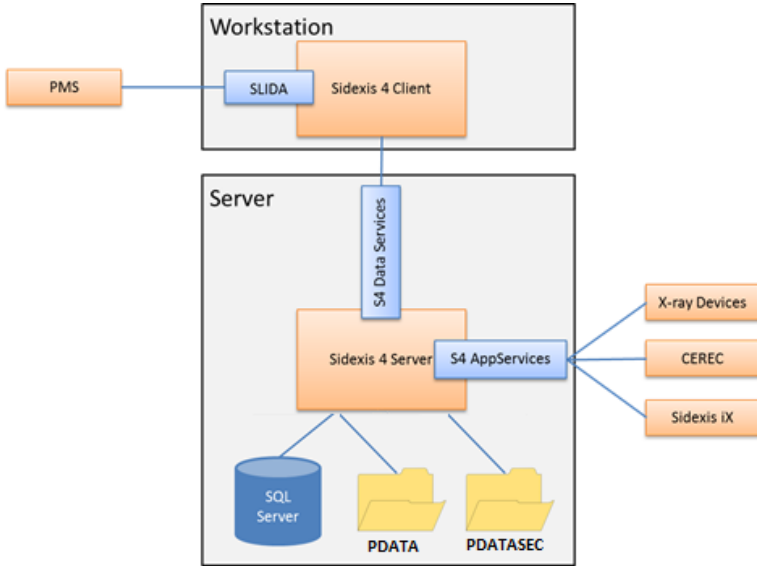 Workstation
PMS
SLIDA
Sidexis 4 Client
Server
S4 Data Services
Sidexis 4 Server
S4 AppServices
X-ray Devices
CEREC
Sidexis iX
SQL
Server
PDATA
PDATASEC